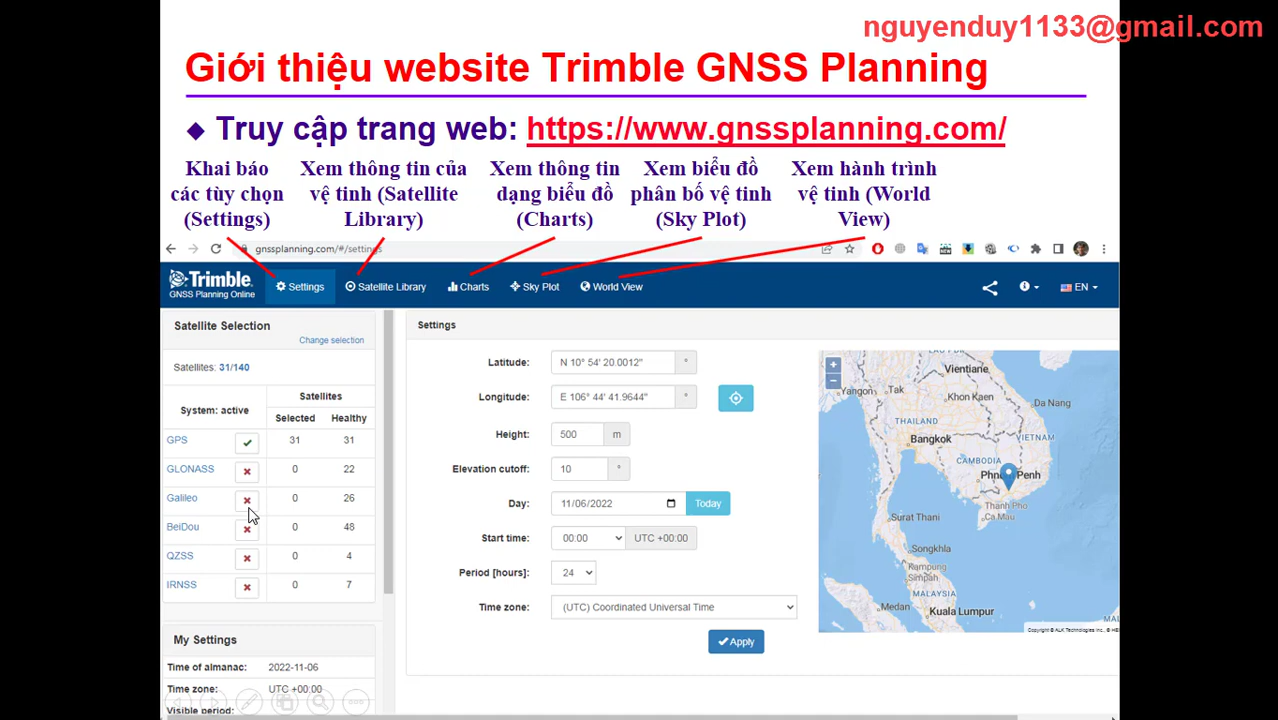 nguyenduy1133@gmail.com
Giới thiệu website Trimble GNSS Planning
Truy cập trang web: https://www.gnssplanning.com/
Khai báo
các tùy chọn
(Settings)
Xem thông tin của
vệ tinh (Satellite
Library)
Xem thông tin
dạng biểu đồ
(Charts)
Xem biểu đồ
phân bố vệ tinh
(Sky Plot)
Xem hành trình
vệ tinh (World
View)
gnssplanning.com/#/settings
Trimble.
GNSS Planning Online
Settings
Satellite Library
Charts
Sky Plot
World View
EN
Satellite Selection
Change selection
Satellites: 31/140
Satellites
System: active
Selected Healthy
GPS 31 31
GLONASS 0 22
Galileo 0 26
BeiDou 0 48
QZSS 0 4
IRNSS 0 7
My Settings
Time of almanac: 2022-11-06
Time zone: UTC +00:00
Visible period:
Settings
Latitude: N 10° 54' 20.0012" °
Longitude: E 106° 44' 41.9644" °
Height: 500 m
Elevation cutoff: 10 °
Day: 11/06/2022 Today
Start time: 00:00 UTC +00:00
Period [hours]: 24
Time zone: (UTC) Coordinated Universal Time
Apply
+
−
Vientiane
Yangon
Tak
Khon Kaen
Da Nang
THAILAND
VIETNAM
Bangkok
CAMBODIA
Phnom Penh
Thanh Pho
Ca Mau
Surat Thani
Songkhla
Kampung
Simpah
MALAYSIA
Medan
Kuala Lumpur
MA